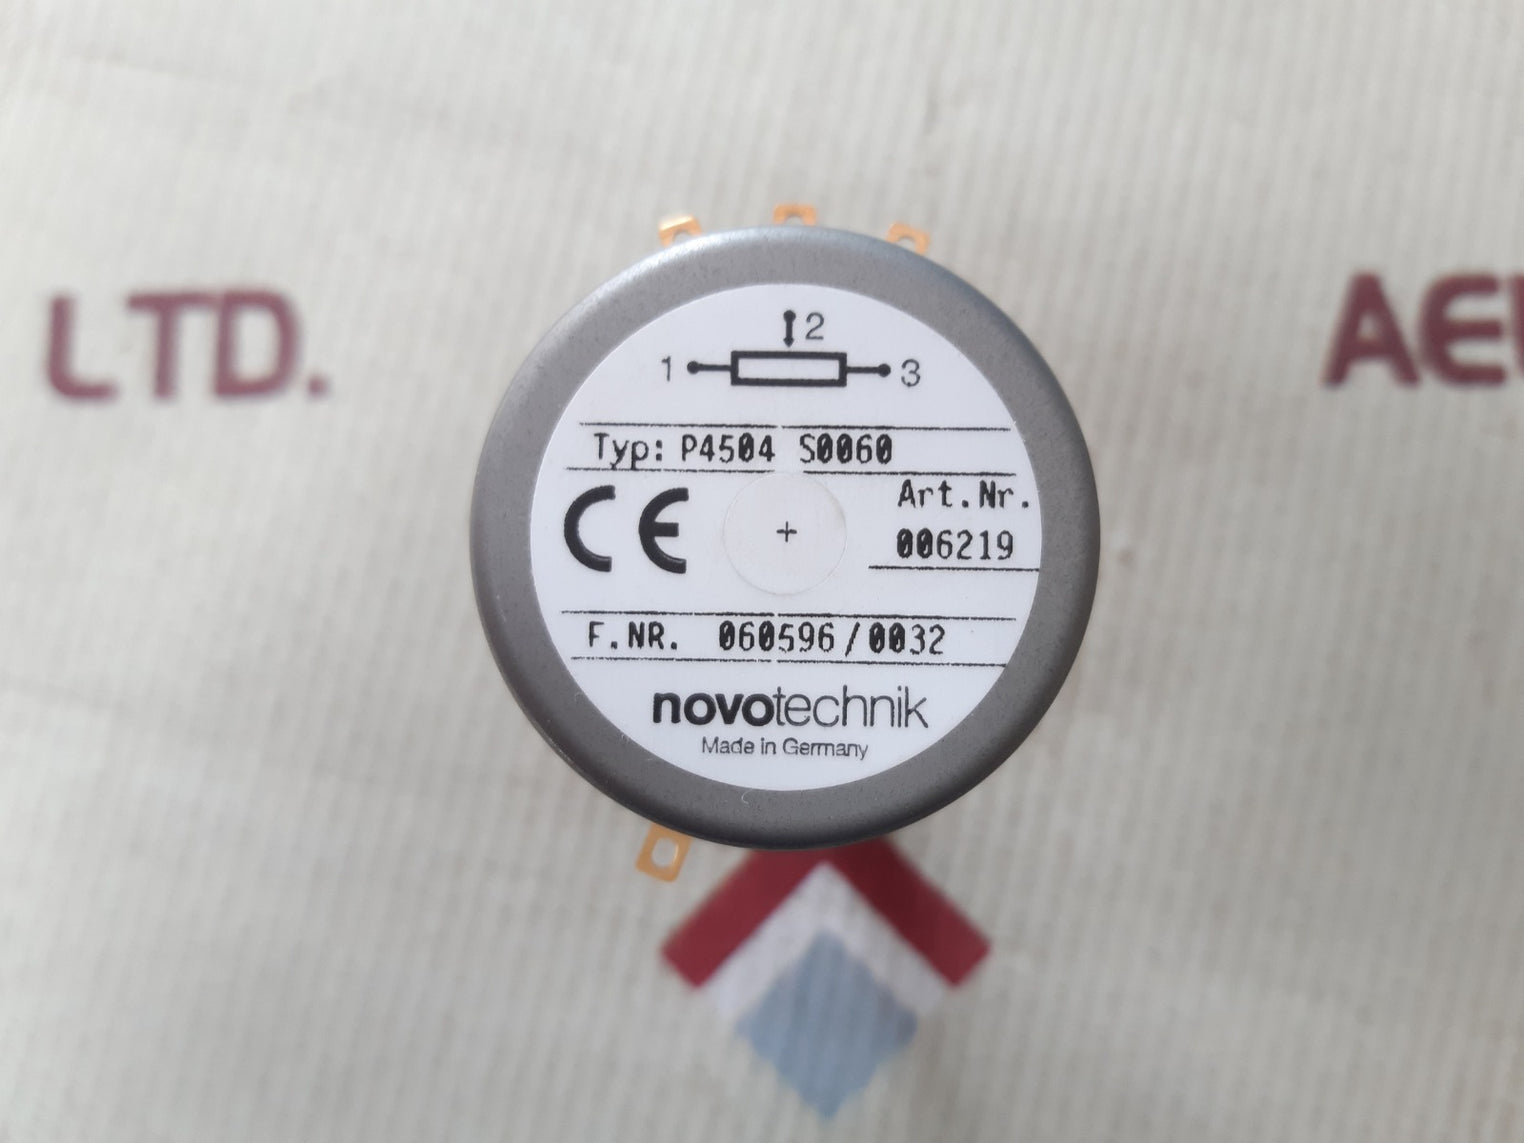 LTD.
2
1 3
Typ: P4504 S0060
CE
Art.Nr.
006219
F.NR. 060596/0032
novotechnik
Made in Germany